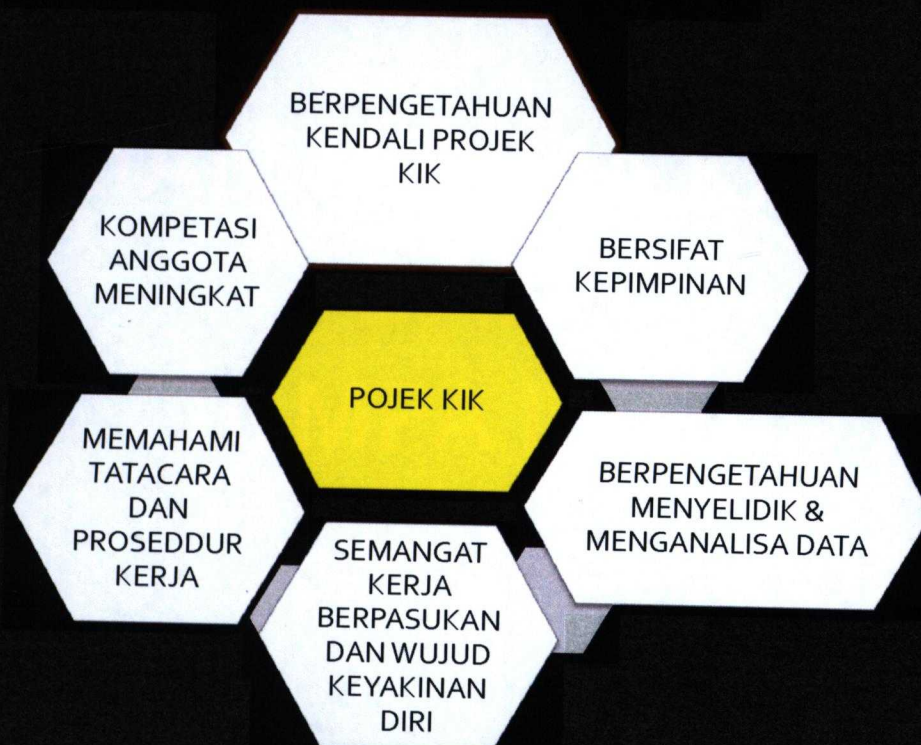 BERPENGETAHUAN
KENDALI PROJEK
KIK
KOMPETASI
ANGGOTA
MENINGKAT
BERSIFAT
KEPIMPINAN
POJEK KIK
MEMAHAMI
TATACARA
DAN
PROSEDDUR
KERJA
BERPENGETAHUAN
MENYELIDIK &
MENGANALISA DATA
SEMANGAT
KERJA
BERPASUKAN
DAN WUJUD
KEYAKINAN
DIRI